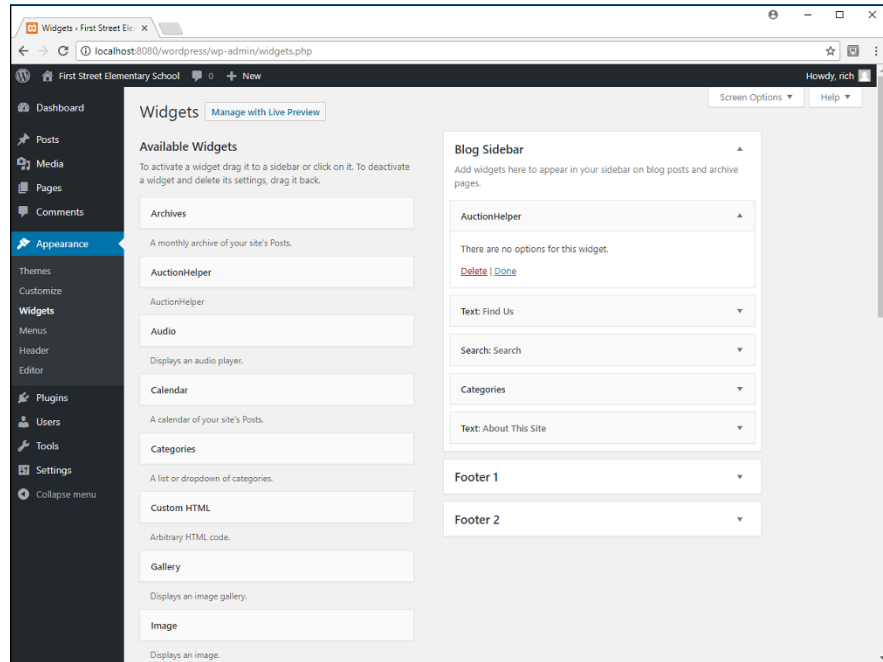 Widgets ‹ First Street Ele
localhost:8080/wordpress/wp-admin/widgets.php
First Street Elementary School 0 + New Howdy, rich
Screen Options Help
Dashboard
Posts
Media
Pages
Comments
Appearance
Themes
Customize
Widgets
Menus
Header
Editor
Plugins
Users
Tools
Settings
Collapse menu
Widgets Manage with Live Preview
Available Widgets
To activate a widget drag it to a sidebar or click on it. To deactivate
a widget and delete its settings, drag it back.
Archives
A monthly archive of your site's Posts.
AuctionHelper
AuctionHelper
Audio
Displays an audio player.
Calendar
A calendar of your site's Posts.
Categories
A list or dropdown of categories.
Custom HTML
Arbitrary HTML code.
Gallery
Displays an image gallery.
Image
Displays an image.
Blog Sidebar
Add widgets here to appear in your sidebar on blog posts and archive
pages.
AuctionHelper
There are no options for this widget.
Delete | Done
Text: Find Us
Search: Search
Categories
Text: About This Site
Footer 1
Footer 2